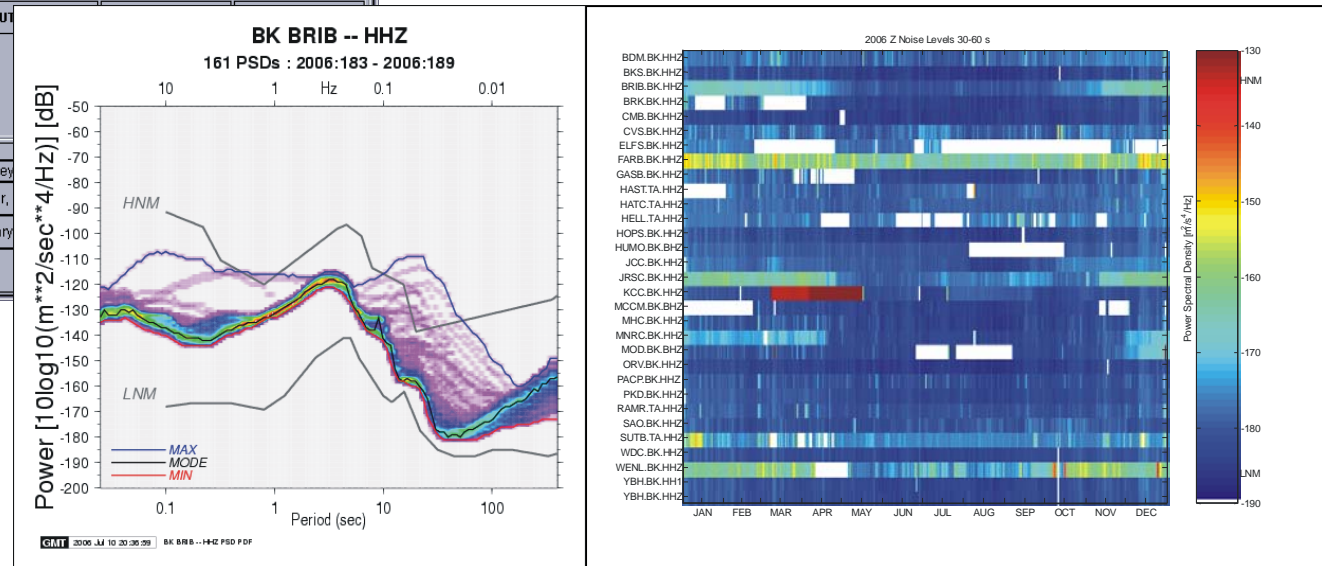 UT
ey
r,
ry
BK BRIB -- HHZ
161 PSDs : 2006:183 - 2006:189
10 1 Hz 0.1 0.01
Power [10log10(m**2/sec**4/Hz)] [dB]
-50
-60
-70
-80
-90
-100
-110
-120
-130
-140
-150
-160
-170
-180
-190
-200
HNM
LNM
MAX
MODE
MIN
0.1 1 10 100
Period (sec)
GMT 2006 Jul 10 20:36:59 BK BRIB -- HHZ PSD PDF
2006 Z Noise Levels 30-60 s
BDM.BK.HHZ
BKS.BK.HHZ
BRIB.BK.HHZ
BRK.BK.HHZ
CMB.BK.HHZ
CVS.BK.HHZ
ELFS.BK.HHZ
FARB.BK.HHZ
GASB.BK.HHZ
HAST.TA.HHZ
HATC.TA.HHZ
HELL.TA.HHZ
HOPS.BK.HHZ
HUMO.BK.BHZ
JCC.BK.HHZ
JRSC.BK.HHZ
KCC.BK.HHZ
MCCM.BK.BHZ
MHC.BK.HHZ
MNRC.BK.HHZ
MOD.BK.BHZ
ORV.BK.HHZ
PACP.BK.HHZ
PKD.BK.HHZ
RAMR.TA.HHZ
SAO.BK.HHZ
SUTB.TA.HHZ
WDC.BK.HHZ
WENL.BK.HHZ
YBH.BK.HH1
YBH.BK.HHZ
JAN FEB MAR APR MAY JUN JUL AUG SEP OCT NOV DEC
Power Spectral Density [m²/s⁴/Hz]
-130
HNM
-140
-150
-160
-170
-180
LNM
-190